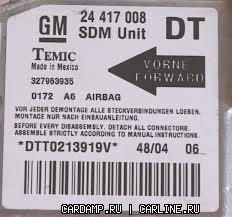 GM 24 417 008 DT
SDM Unit
TEMIC
Made in Mexico
VORNE
FORWARD
327963935
0172 A6 AIRBAG
VOR JEDER DEMONTAGE ALLE STECKVERBINDUNGEN LOESEN.
MONTAGE NUR NACH EINBAUANLEITUNG.
BEFORE EVERY DISASSEMBLY. DETACH ALL CONNECTORS.
ASSEMBLE STRICTLY ACCORDING TO MANUAL INSTRUCTIONS.
*DTT0213919V* 48/04 06
GARDAMP.RU / CARLINE.RU